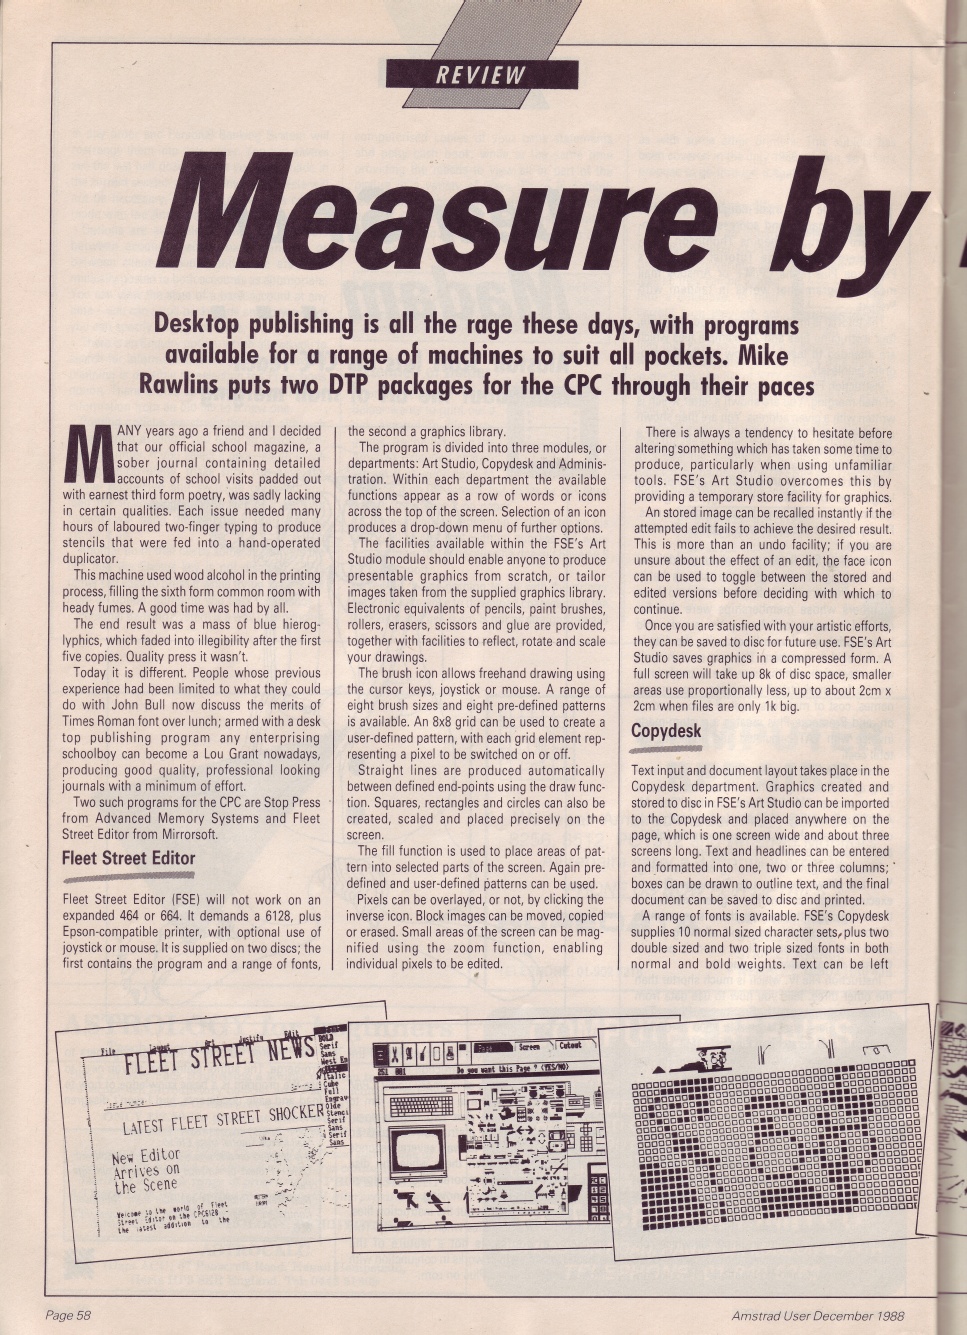 REVIEW
Measure by
Desktop publishing is all the rage these days, with programs
available for a range of machines to suit all pockets. Mike
Rawlins puts two DTP packages for the CPC through their paces
MANY years ago a friend and I decided
that our official school magazine, a
sober journal containing detailed
accounts of school visits padded out
with earnest third form poetry, was sadly lacking
in certain qualities. Each issue needed many
hours of laboured two-finger typing to produce
stencils that were fed into a hand-operated
duplicator.
This machine used wood alcohol in the printing
process, filling the sixth form common room with
heady fumes. A good time was had by all.
The end result was a mass of blue hierog-
lyphics, which faded into illegibility after the first
five copies. Quality press it wasn't.
Today it is different. People whose previous
experience had been limited to what they could
do with John Bull now discuss the merits of
Times Roman font over lunch; armed with a desk
top publishing program any enterprising
schoolboy can become a Lou Grant nowadays,
producing good quality, professional looking
journals with a minimum of effort.
Two such programs for the CPC are Stop Press
from Advanced Memory Systems and Fleet
Street Editor from Mirrorsoft.
Fleet Street Editor
Fleet Street Editor (FSE) will not work on an
expanded 464 or 664. It demands a 6128, plus
Epson-compatible printer, with optional use of
joystick or mouse. It is supplied on two discs; the
first contains the program and a range of fonts,
the second a graphics library.
The program is divided into three modules, or
departments: Art Studio, Copydesk and Adminis-
tration. Within each department the available
functions appear as a row of words or icons
across the top of the screen. Selection of an icon
produces a drop-down menu of further options.
The facilities available within the FSE's Art
Studio module should enable anyone to produce
presentable graphics from scratch, or tailor
images taken from the supplied graphics library.
Electronic equivalents of pencils, paint brushes,
rollers, erasers, scissors and glue are provided,
together with facilities to reflect, rotate and scale
your drawings.
The brush icon allows freehand drawing using
the cursor keys, joystick or mouse. A range of
eight brush sizes and eight pre-defined patterns
is available. An 8x8 grid can be used to create a
user-defined pattern, with each grid element rep-
resenting a pixel to be switched on or off.
Straight lines are produced automatically
between defined end-points using the draw func-
tion. Squares, rectangles and circles can also be
created, scaled and placed precisely on the
screen.
The fill function is used to place areas of pat-
tern into selected parts of the screen. Again pre-
defined and user-defined patterns can be used.
Pixels can be overlayed, or not, by clicking the
inverse icon. Block images can be moved, copied
or erased. Small areas of the screen can be mag-
nified using the zoom function, enabling
individual pixels to be edited.
There is always a tendency to hesitate before
altering something which has taken some time to
produce, particularly when using unfamiliar
tools. FSE's Art Studio overcomes this by
providing a temporary store facility for graphics.
An stored image can be recalled instantly if the
attempted edit fails to achieve the desired result.
This is more than an undo facility; if you are
unsure about the effect of an edit, the face icon
can be used to toggle between the stored and
edited versions before deciding with which to
continue.
Once you are satisfied with your artistic efforts,
they can be saved to disc for future use. FSE's Art
Studio saves graphics in a compressed form. A
full screen will take up 8k of disc space, smaller
areas use proportionally less, up to about 2cm x
2cm when files are only 1k big.
Copydesk
Text input and document layout takes place in the
Copydesk department. Graphics created and
stored to disc in FSE's Art Studio can be imported
to the Copydesk and placed anywhere on the
page, which is one screen wide and about three
screens long. Text and headlines can be entered
and formatted into one, two or three columns;
boxes can be drawn to outline text, and the final
document can be saved to disc and printed.
A range of fonts is available. FSE's Copydesk
supplies 10 normal sized character sets, plus two
double sized and two triple sized fonts in both
normal and bold weights. Text can be left
File Layout Art Justify Edit
FLEET STREET NEWS
LATEST FLEET STREET SHOCKER
New Editor
Arrives on
the Scene
Welcome to the world of Fleet
Street Editor on the CPC6128 -
the latest addition to the
BOLD
Serif
Sans
West En
Italic
Cube
Full
Engrav
Olde
Stenci
Serif
Sans
Serif
Sans
Page Screen Cutout
251 001 Do you want this Page ? (YES/NO)
Page 58
Amstrad User December 1988